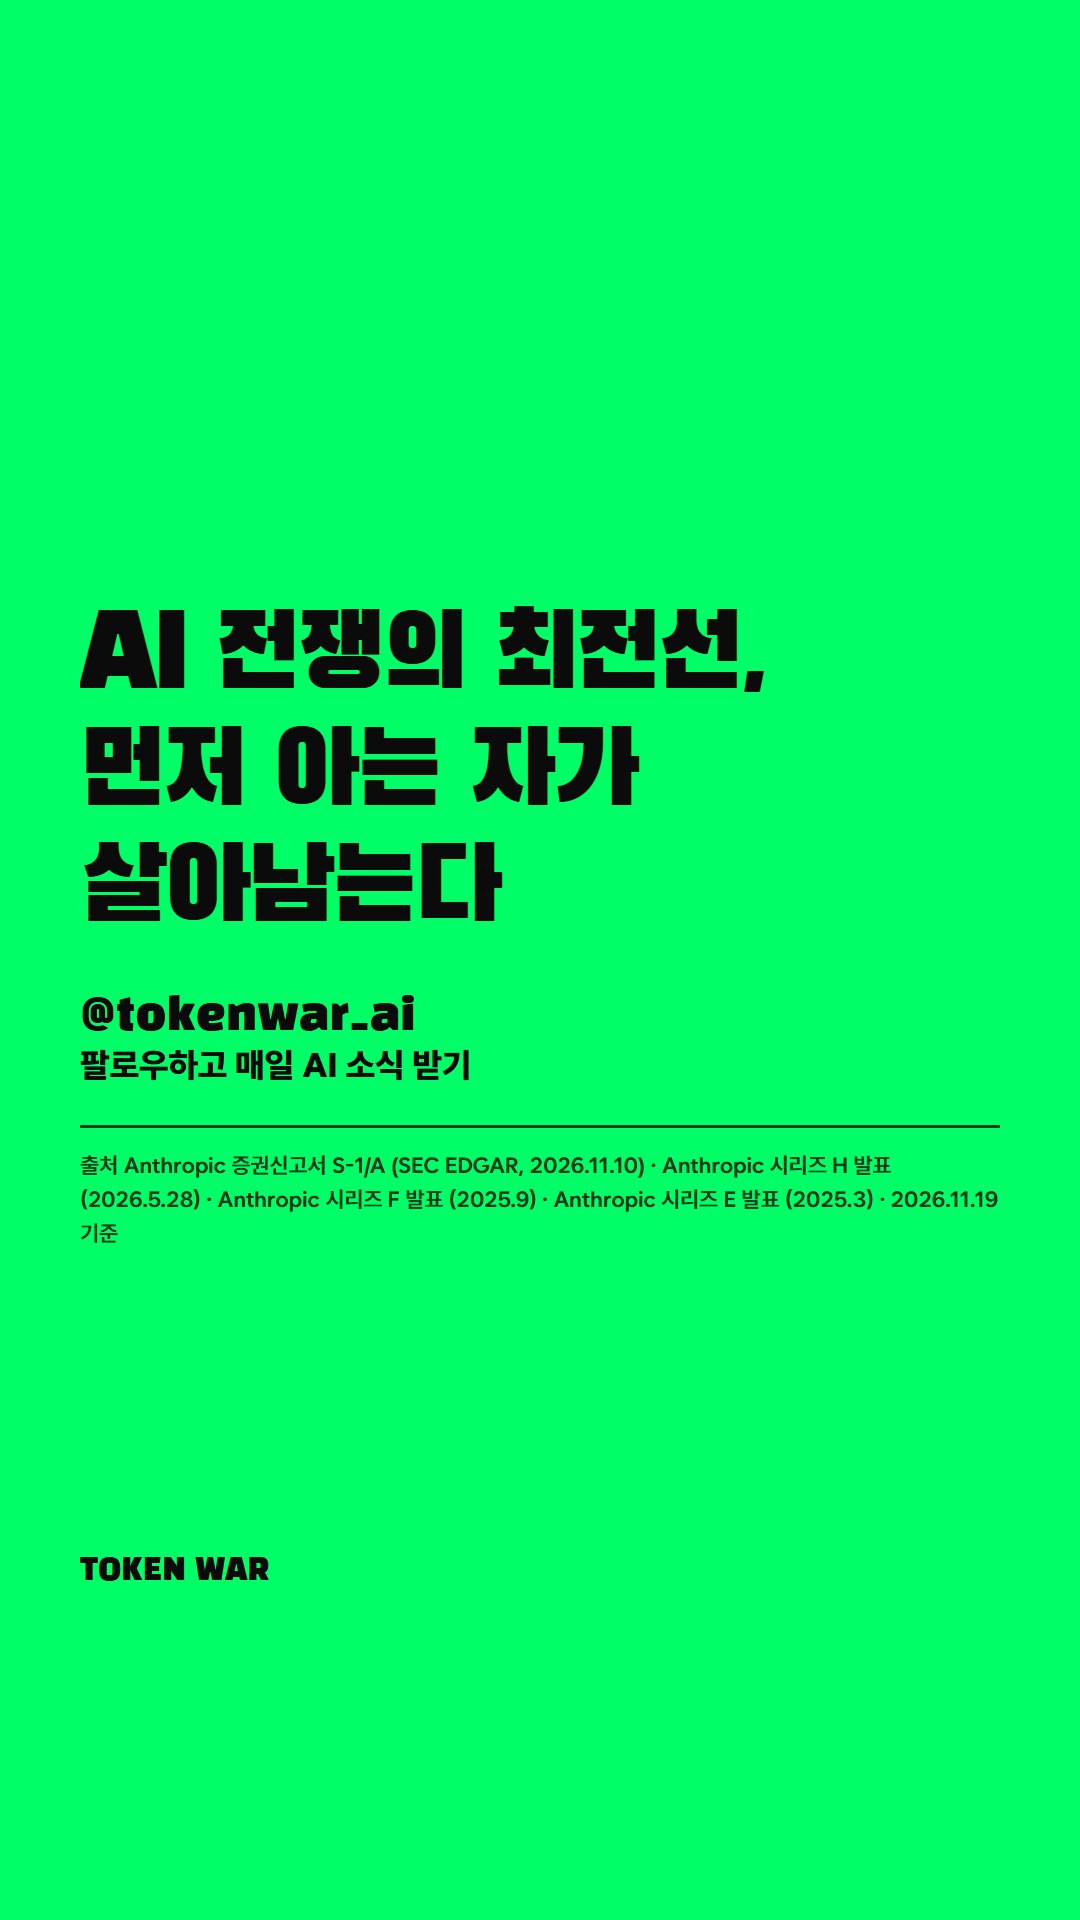 AI 전쟁의 최전선,
먼저 아는 자가
살아남는다
@tokenwar_ai
팔로우하고 매일 AI 소식 받기
출처 Anthropic 증권신고서 S-1/A (SEC EDGAR, 2026.11.10) · Anthropic 시리즈 H 발표
(2026.5.28) · Anthropic 시리즈 F 발표 (2025.9) · Anthropic 시리즈 E 발표 (2025.3) · 2026.11.19
기준
TOKEN WAR